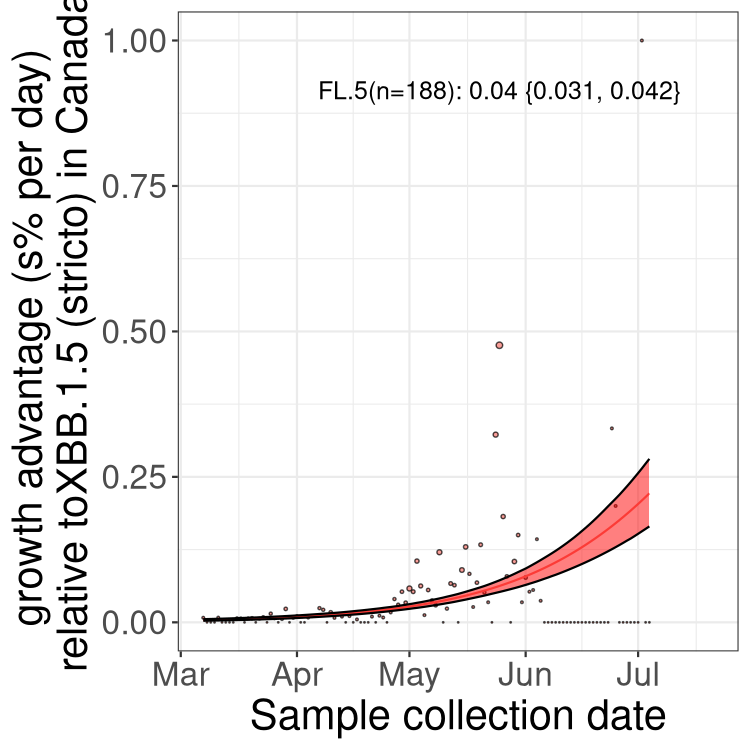 growth advantage (s% per day)
relative toXBB.1.5 (stricto) in Canada
1.00
0.75
0.50
0.25
0.00
FL.5(n=188): 0.04 {0.031, 0.042}
Mar Apr May Jun Jul
Sample collection date